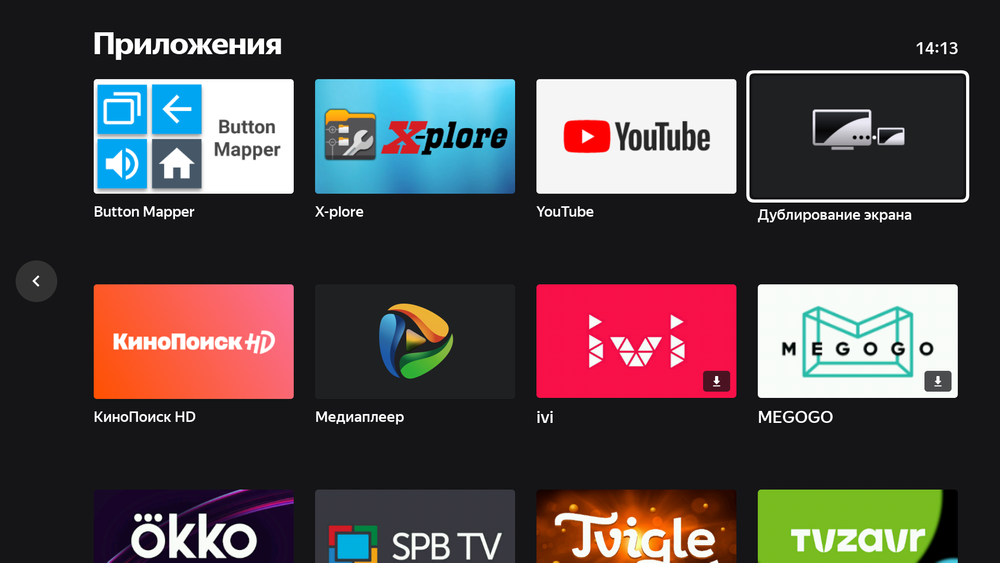 Приложения
14:13
Button
Mapper
X-plore
YouTube
Button Mapper
X-plore
YouTube
Дублирование экрана
КиноПоиск HD
ivi
MEGOGO
КиноПоиск HD
Медиаплеер
ivi
MEGOGO
ökko
SPB TV
Tvigle
TVZAVR